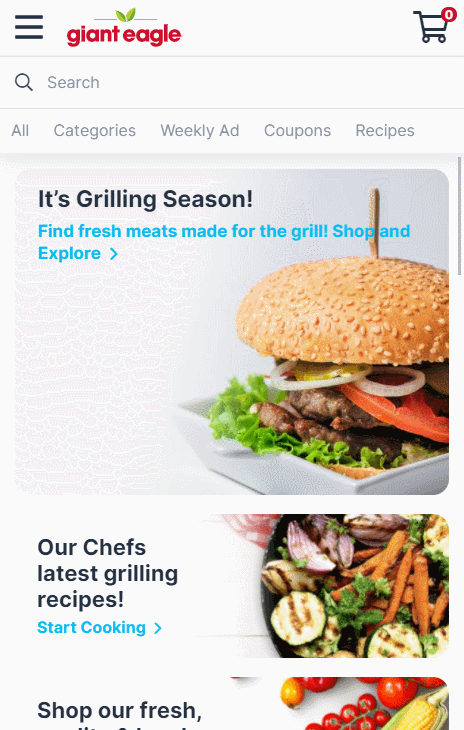 giant eagle
0
Search
All Categories Weekly Ad Coupons Recipes
It's Grilling Season!
Find fresh meats made for the grill! Shop and
Explore
Our Chefs
latest grilling
recipes!
Start Cooking
Shop our fresh,